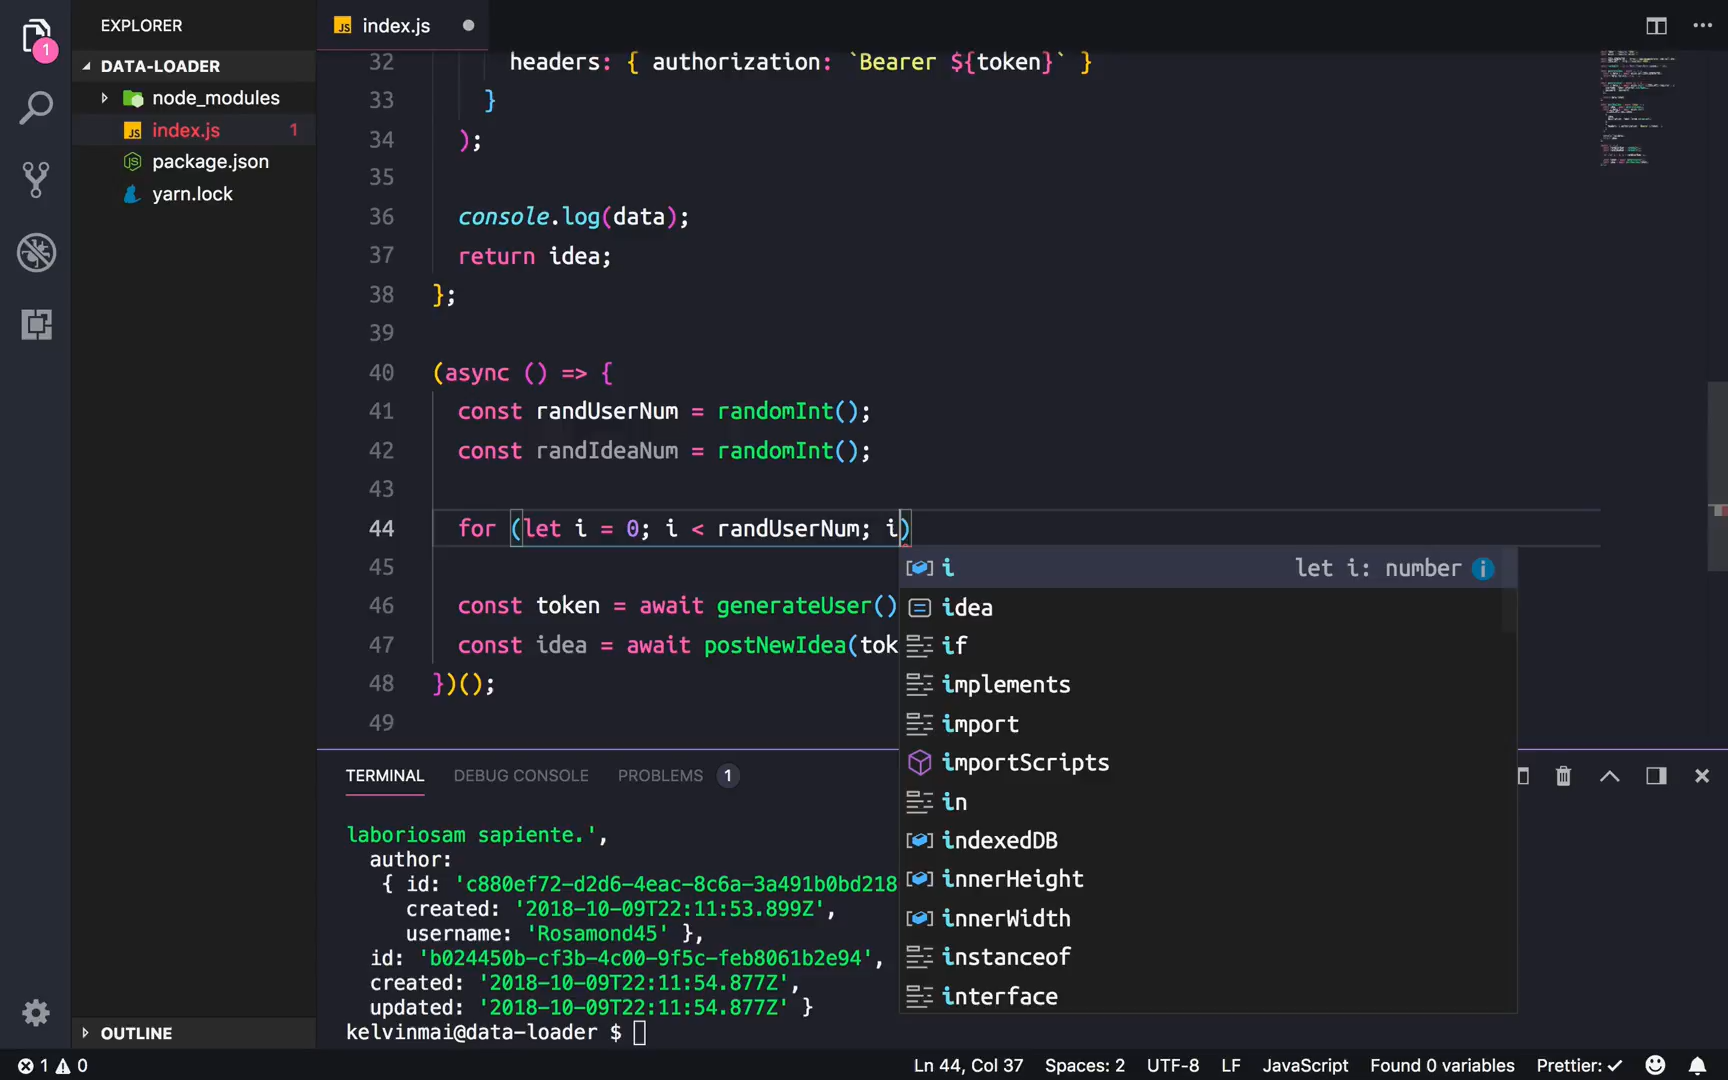 EXPLORER
1
DATA-LOADER
node_modules
JS index.js 1
package.json
yarn.lock
OUTLINE
JS index.js
32 headers: { authorization: `Bearer ${token}` }
33 }
34 );
35
36 console.log(data);
37 return idea;
38 };
39
40 (async () => {
41 const randUserNum = randomInt();
42 const randIdeaNum = randomInt();
43
44 for (let i = 0; i < randUserNum; i)
45
46 const token = await generateUser()
47 const idea = await postNewIdea(tok
48 })();
49
i let i: number
idea
if
implements
import
importScripts
in
indexedDB
innerHeight
innerWidth
instanceof
interface
TERMINAL DEBUG CONSOLE PROBLEMS 1
laboriosam sapiente.',
author:
{ id: 'c880ef72-d2d6-4eac-8c6a-3a491b0bd218
created: '2018-10-09T22:11:53.899Z',
username: 'Rosamond45' },
id: 'b024450b-cf3b-4c00-9f5c-feb8061b2e94',
created: '2018-10-09T22:11:54.877Z',
updated: '2018-10-09T22:11:54.877Z' }
kelvinmai@data-loader $
1 0 Ln 44, Col 37 Spaces: 2 UTF-8 LF JavaScript Found 0 variables Prettier: ✓